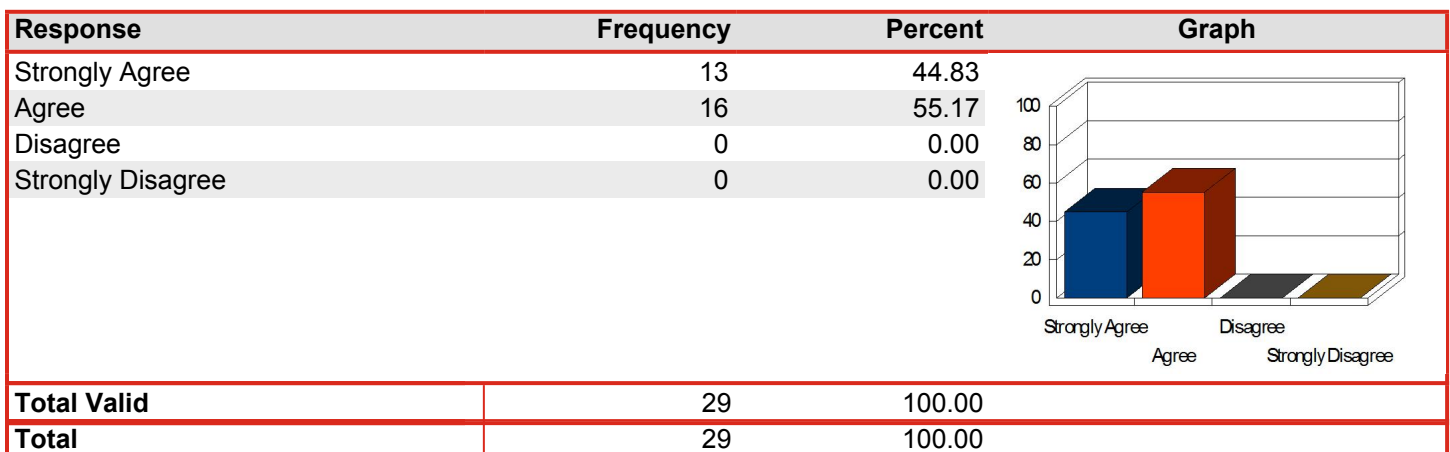 Response Frequency Percent Graph
Strongly Agree 13 44.83
Agree 16 55.17
Disagree 0 0.00
Strongly Disagree 0 0.00
100
80
60
40
20
0
Strongly Agree Disagree
Agree Strongly Disagree
Total Valid 29 100.00
Total 29 100.00